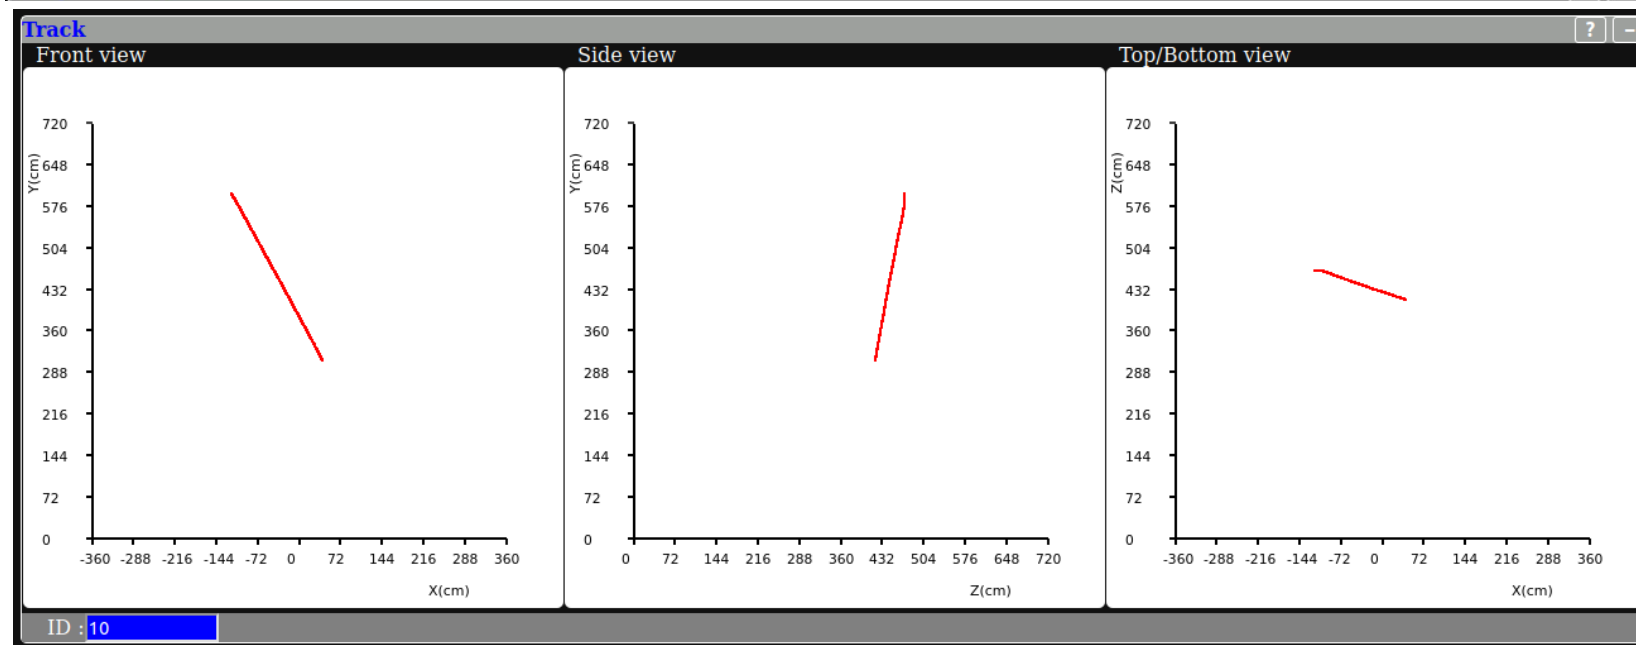 Track
? –
Front view
Side view
Top/Bottom view
720
648
576
504
432
360
288
216
144
72
0
Y(cm)
-360 -288 -216 -144 -72 0 72 144 216 288 360
X(cm)
720
648
576
504
432
360
288
216
144
72
0
Y(cm)
0 72 144 216 288 360 432 504 576 648 720
Z(cm)
720
648
576
504
432
360
288
216
144
72
0
Z(cm)
-360 -288 -216 -144 -72 0 72 144 216 288 360
X(cm)
ID : 10